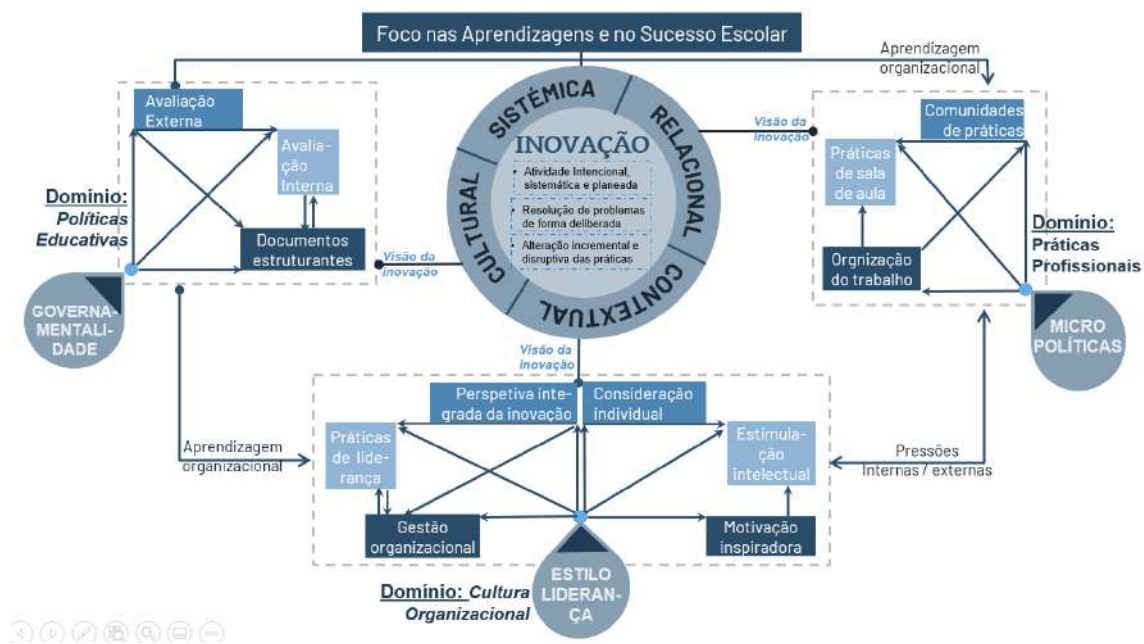 Foco nas Aprendizagens e no Sucesso Escolar
Aprendizagem
organizacional
Avaliação
Externa
Avalia-
ção
Interna
Documentos
estruturantes
Domínio:
Políticas
Educativas
GOVERNA-
MENTALI-
DADE
Visão da
inovação
SISTÉMICA
RELACIONAL
CONTEXTUAL
CULTURAL
INOVAÇÃO
• Atividade Intencional,
sistemática e planeada
• Resolução de problemas
de forma deliberada
• Alteração incremental e
disruptiva das práticas
Visão da
inovação
Comunidades
de práticas
Práticas
de sala
de aula
Orgnização
do trabalho
Domínio:
Práticas
Profissionais
MICRO
POLÍTICAS
Visão da
inovação
Perspetiva inte-
grada da inovação
Consideração
individual
Práticas
de lide-
rança
Estimula-
ção
intelectual
Gestão
organizacional
Motivação
inspiradora
Aprendizagem
organizacional
Pressões
Internas / externas
Domínio: Cultura
Organizacional
ESTILO
LIDERAN-
ÇA